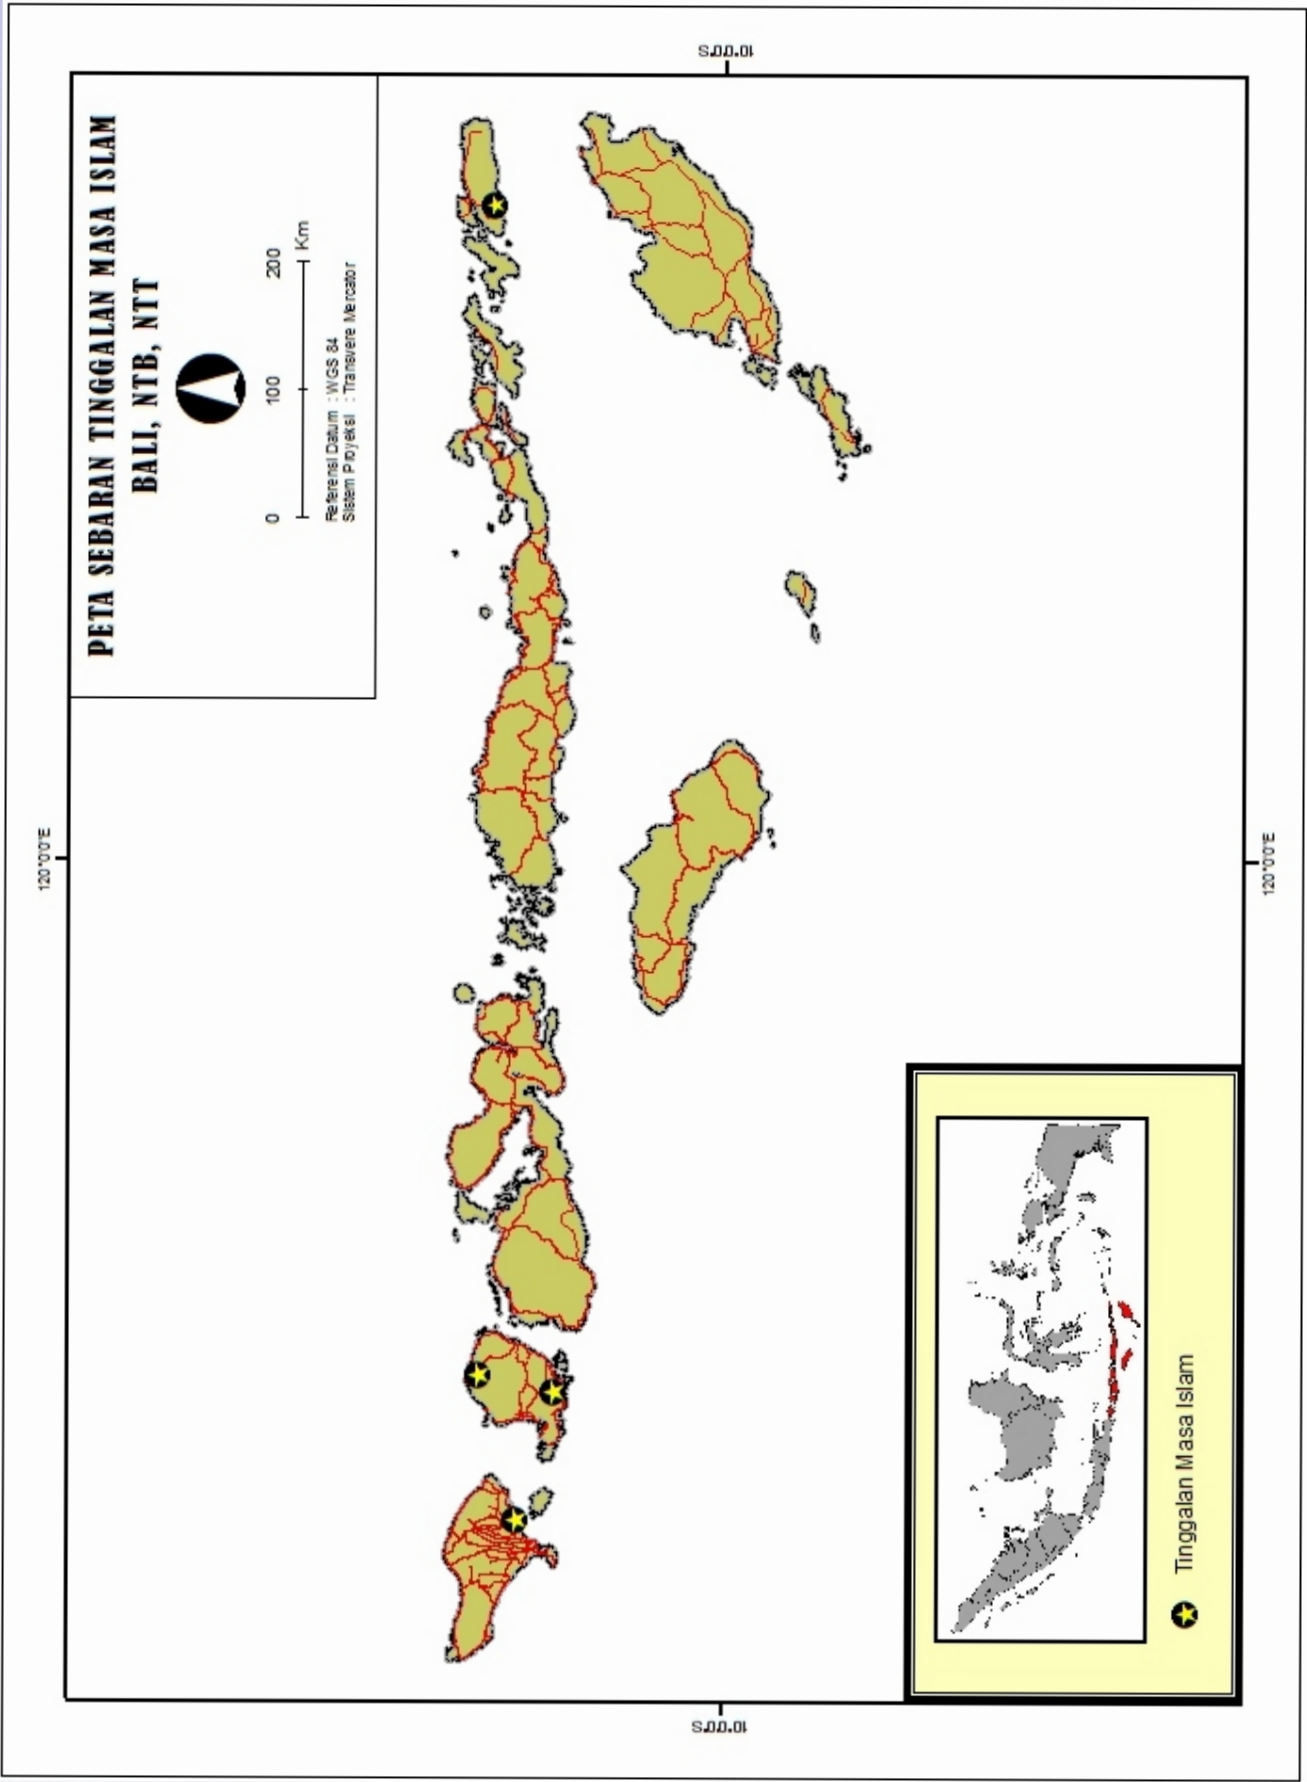 PETA SEBARAN TINGGALAN MASA ISLAM
BALI, NTB, NTT
0 100 200
Km
Referensi Datum : WGS 84
Sistem Proyeksi : Transvere Mercator
120°0'0"E
10°0'0"S
10°0'0"S
120°0'0"E
Tinggalan Masa Islam